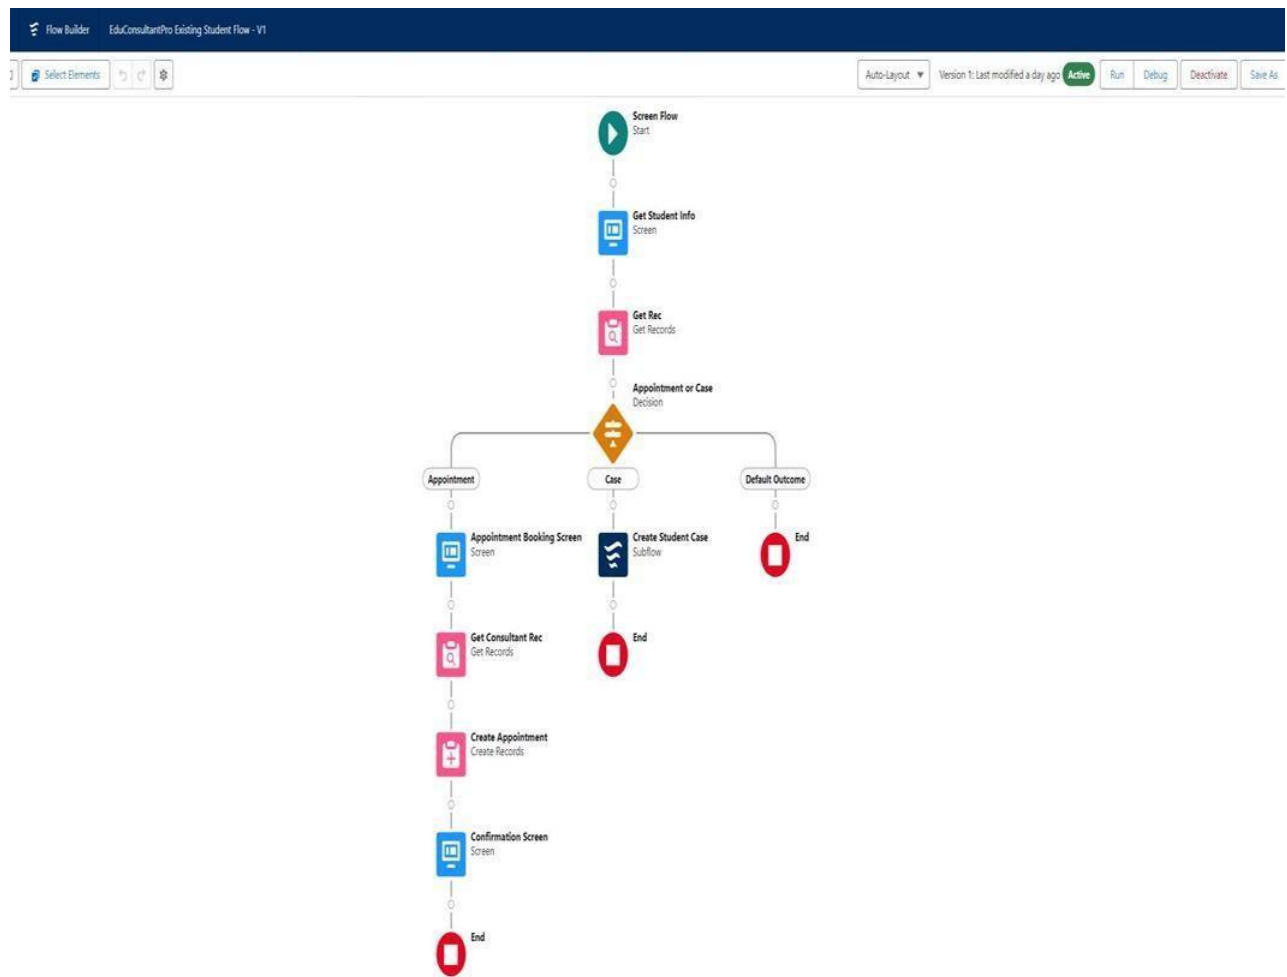 Flow Builder EduConsultantPro Existing Student Flow - V1
Select Elements Auto-Layout Version 1: Last modified a day ago Active Run Debug Deactivate Save As
Screen Flow
Start
Get Student Info
Screen
Get Rec
Get Records
Appointment or Case
Decision
Appointment Case Default Outcome
Appointment Booking Screen Create Student Case End
Screen Subflow
Get Consultant Rec End
Get Records
Create Appointment
Create Records
Confirmation Screen
Screen
End